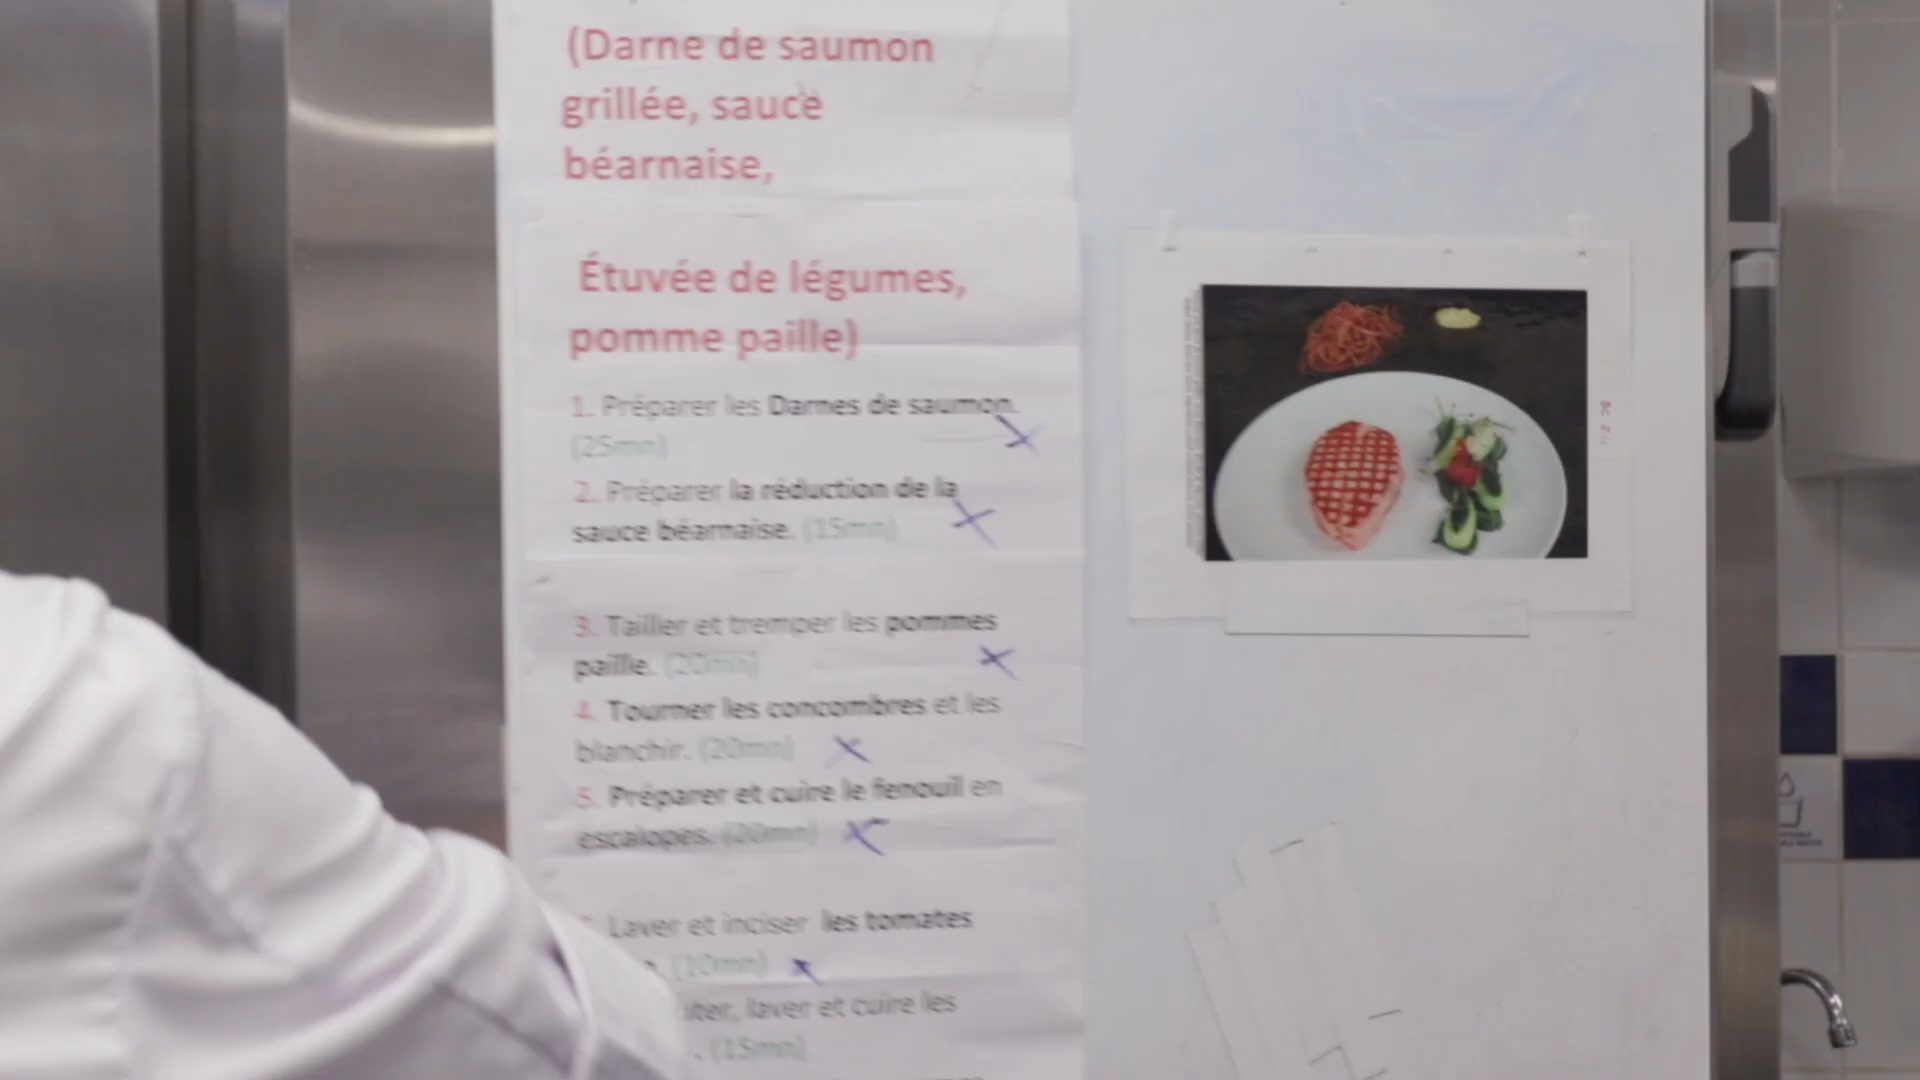 (Darne de saumon
grillée, sauce
béarnaise,
Étuvée de légumes,
pomme paille)
1. Préparer les Darnes de saumon.
(25mn)
2. Préparer la réduction de la
sauce béarnaise. (15mn)
3. Tailler et tremper les pommes
paille. (20mn)
4. Tourner les concombres et les
blanchir. (20mn)
5. Préparer et cuire le fenouil en
escalopes. (20mn)
Laver et inciser les tomates
(10mn)
laver et cuire les
. (15mn)